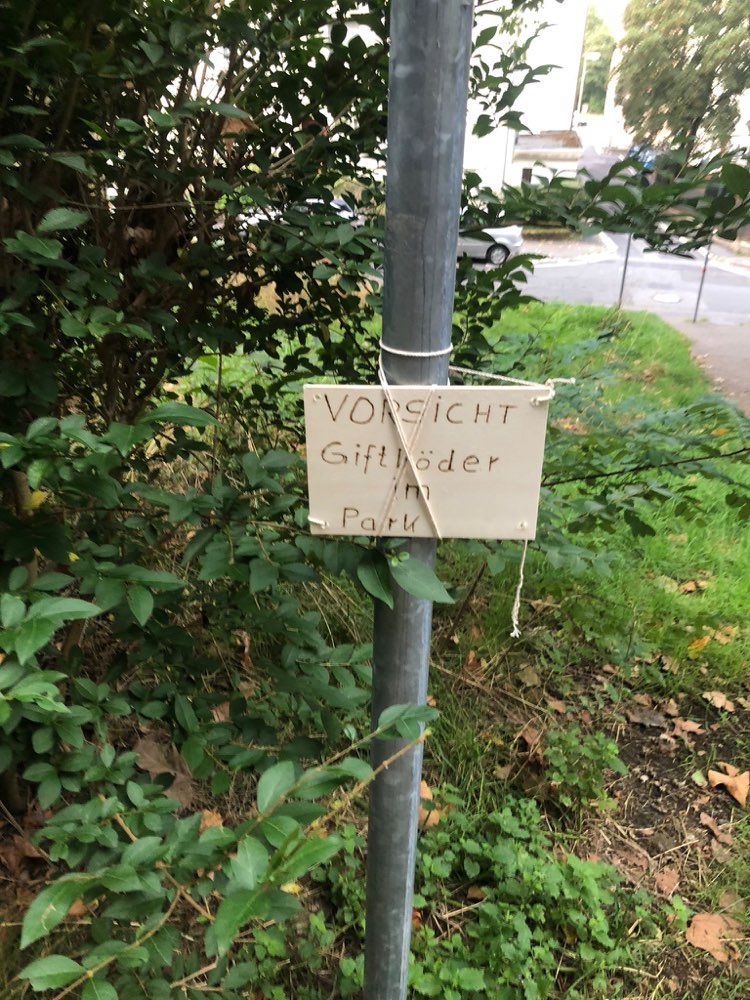 VORSICHT
Giftköder
im
Park